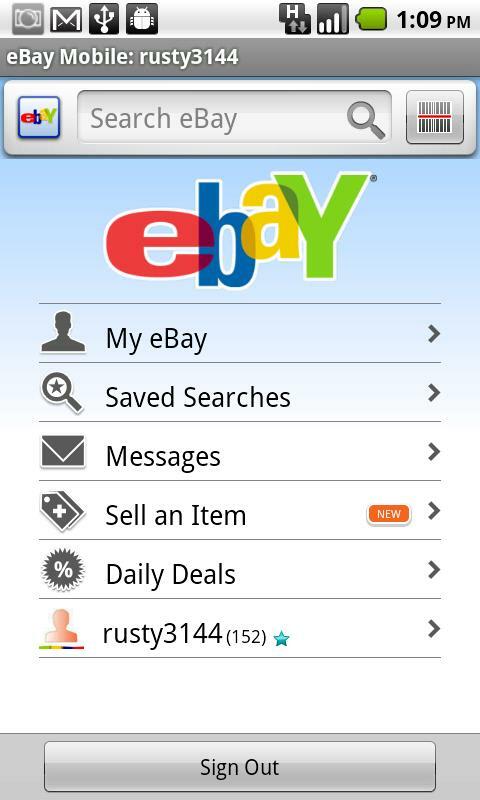 H 1:09 PM
eBay Mobile: rusty3144
ebaY Search eBay
ebaY®
My eBay
Saved Searches
Messages
Sell an Item NEW
% Daily Deals
rusty3144 (152)
Sign Out